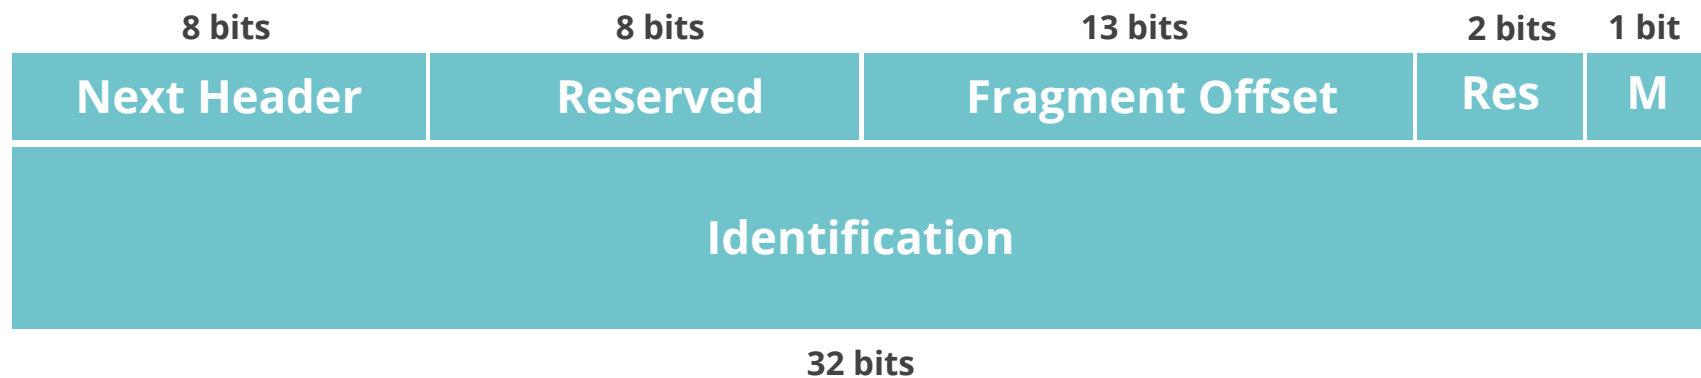 8 bits 8 bits 13 bits 2 bits 1 bit
Next Header Reserved Fragment Offset Res M
Identification
32 bits